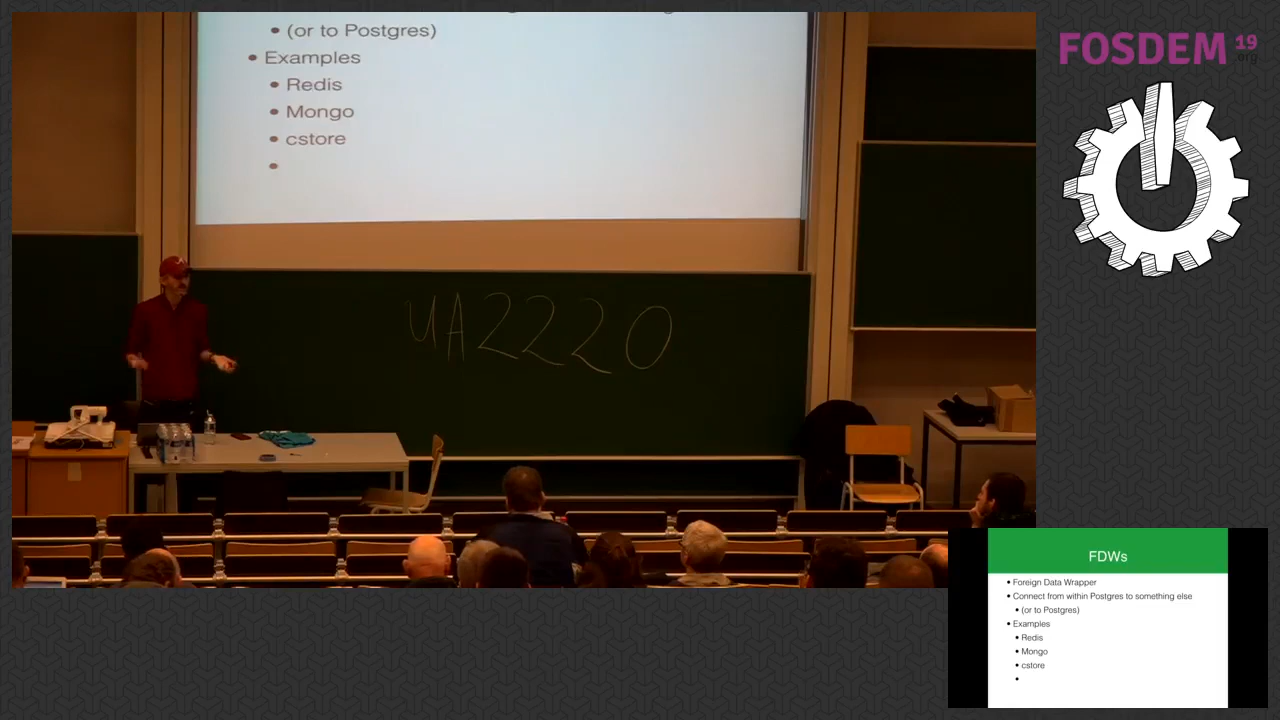 • (or to Postgres)
• Examples
• Redis
• Mongo
• cstore
•
UA2220
FOSDEM 19
.org
FDWs
• Foreign Data Wrapper
• Connect from within Postgres to something else
• (or to Postgres)
• Examples
• Redis
• Mongo
• cstore
•